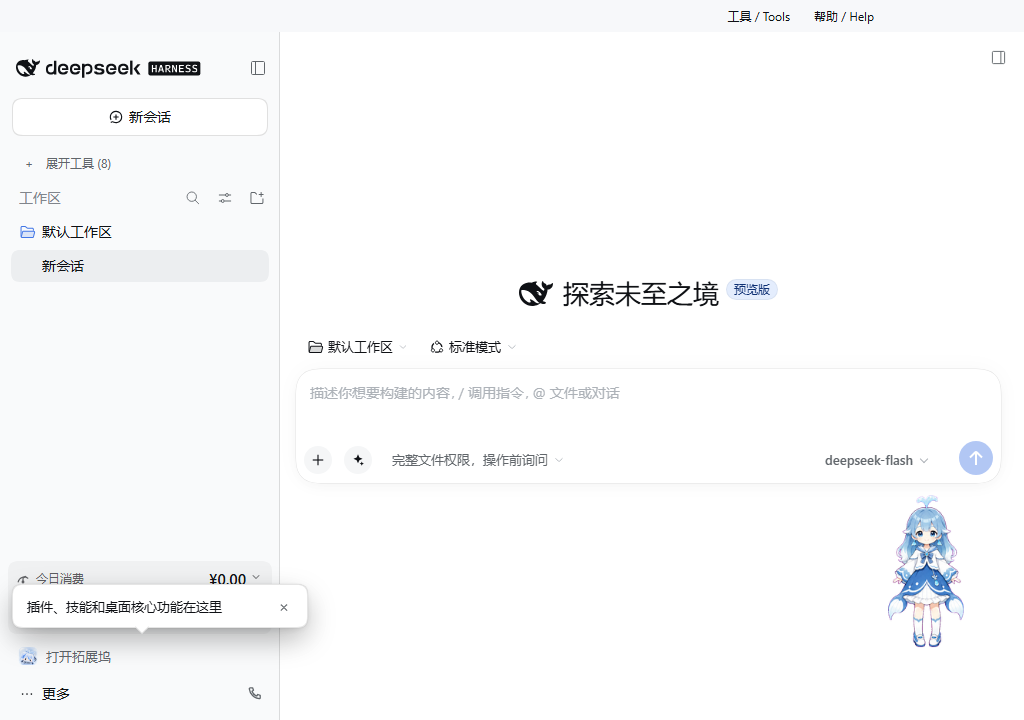 工具 / Tools
帮助 / Help
deepseek HARNESS
新会话
+ 展开工具 (8)
工作区
默认工作区
新会话
探索未至之境 预览版
默认工作区
标准模式
描述你想要构建的内容, / 调用指令, @ 文件或对话
完整文件权限，操作前询问
deepseek-flash
今日消费 ¥0.00
插件、技能和桌面核心功能在这里
打开拓展坞
更多